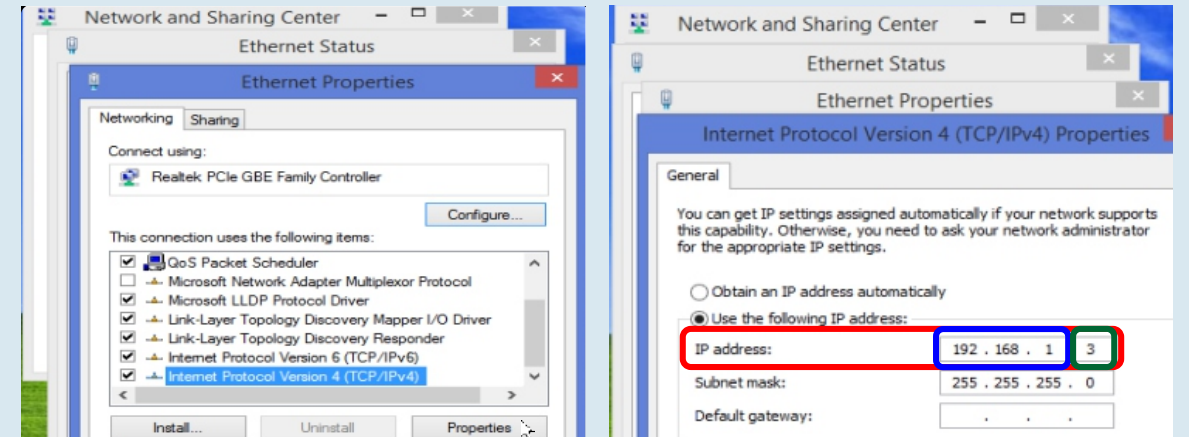 Network and Sharing Center
Ethernet Status
Ethernet Properties
Networking Sharing
Connect using:
Realtek PCIe GBE Family Controller
Configure...
This connection uses the following items:
QoS Packet Scheduler
Microsoft Network Adapter Multiplexor Protocol
Microsoft LLDP Protocol Driver
Link-Layer Topology Discovery Mapper I/O Driver
Link-Layer Topology Discovery Responder
Internet Protocol Version 6 (TCP/IPv6)
Internet Protocol Version 4 (TCP/IPv4)
Install... Uninstall Properties
Network and Sharing Center
Ethernet Status
Ethernet Properties
Internet Protocol Version 4 (TCP/IPv4) Properties
General
You can get IP settings assigned automatically if your network supports
this capability. Otherwise, you need to ask your network administrator
for the appropriate IP settings.
Obtain an IP address automatically
Use the following IP address:
IP address: 192 . 168 . 1 3
Subnet mask: 255 . 255 . 255 . 0
Default gateway: . . .